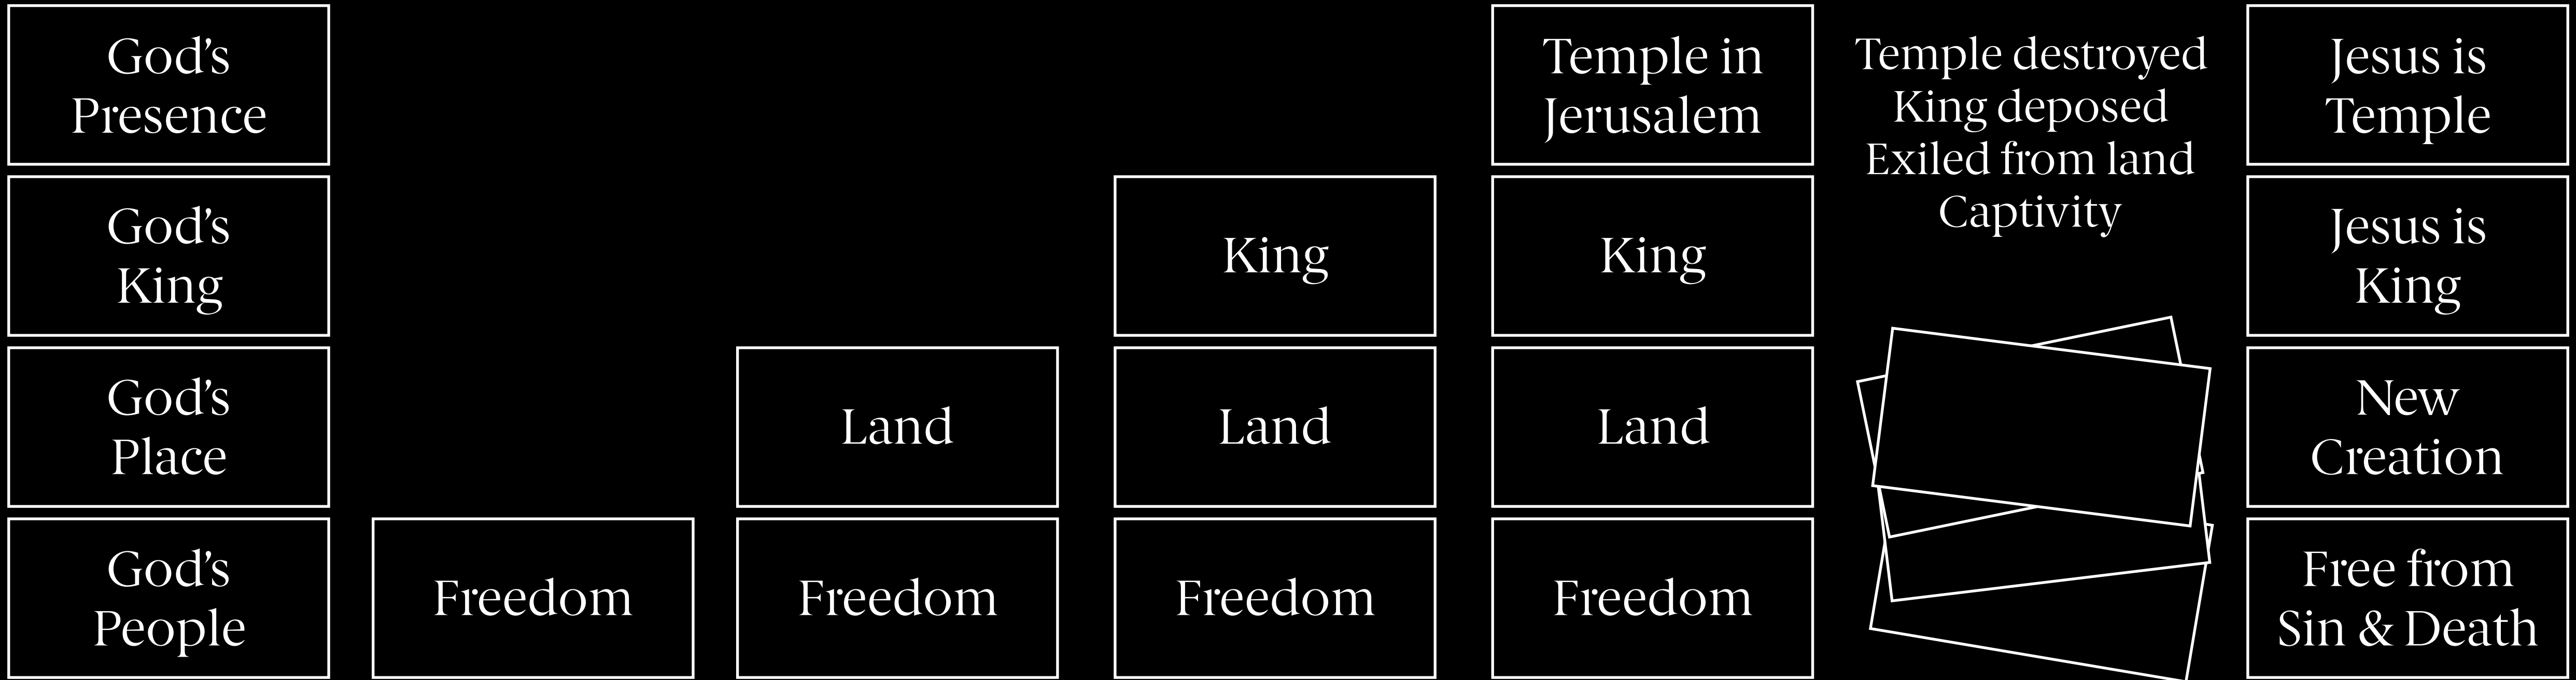 God’s
Presence
God’s
King
God’s
Place
God’s
People
Freedom
Land
Freedom
King
Land
Freedom
Temple in
Jerusalem
King
Land
Freedom
Temple destroyed
King deposed
Exiled from land
Captivity
Jesus is
Temple
Jesus is
King
New
Creation
Free from
Sin & Death